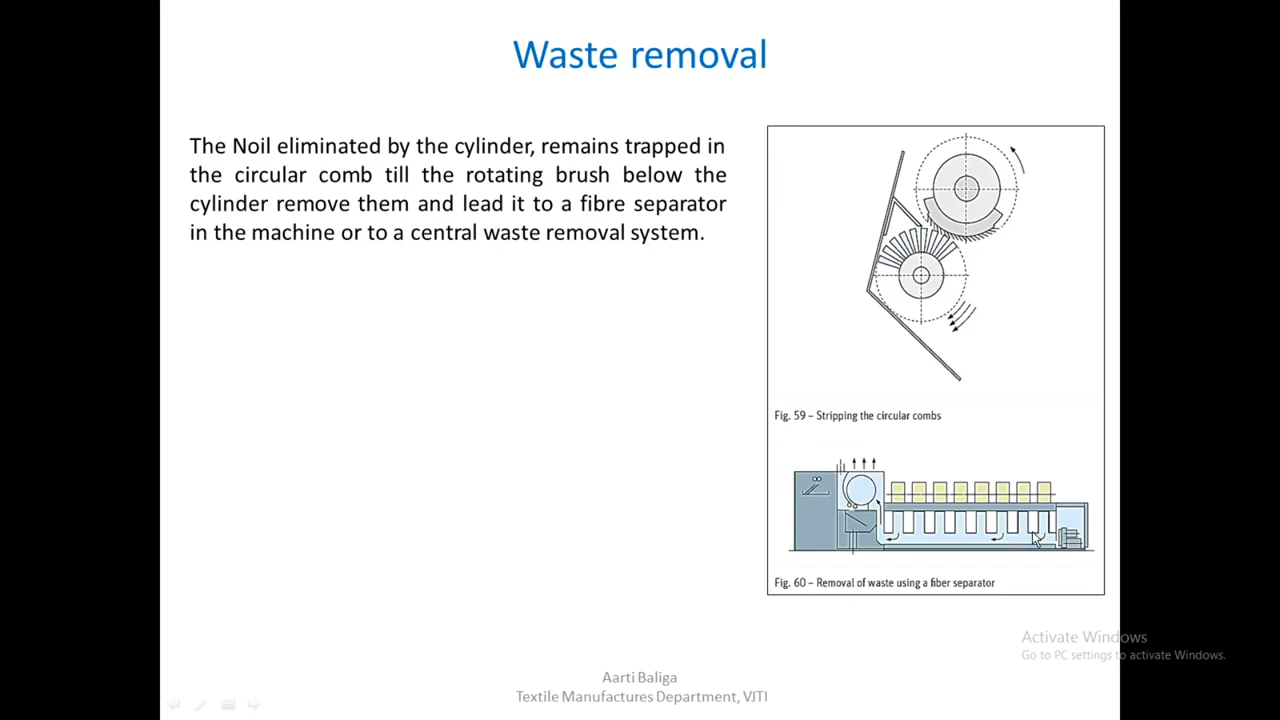 Waste removal
The Noil eliminated by the cylinder, remains trapped in
the circular comb till the rotating brush below the
cylinder remove them and lead it to a fibre separator
in the machine or to a central waste removal system.
Fig. 59 – Stripping the circular combs
Fig. 60 – Removal of waste using a fiber separator
Activate Windows
Go to PC settings to activate Windows.
Aarti Baliga
Textile Manufactures Department, VJTI